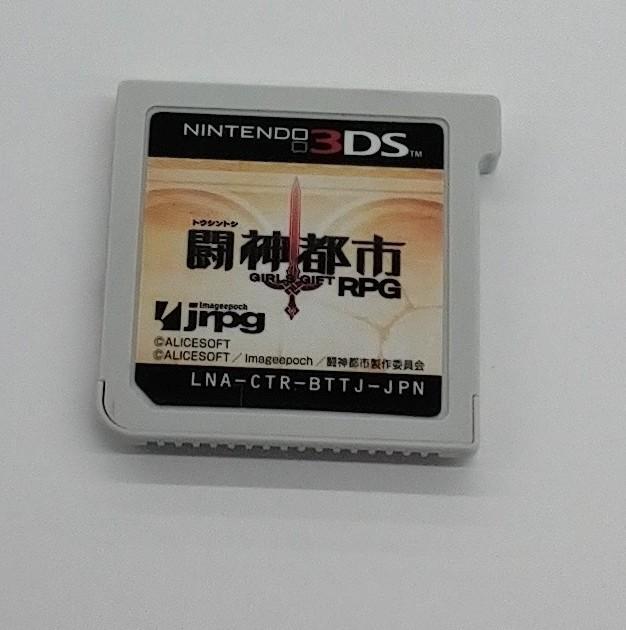 NINTENDO 3DS™
トウシントシ
闘神都市
GIRLS GIFT RPG
imageepoch
jrpg
©ALICESOFT
©ALICESOFT/Imageepoch/闘神都市製作委員会
LNA-CTR-BTTJ-JPN